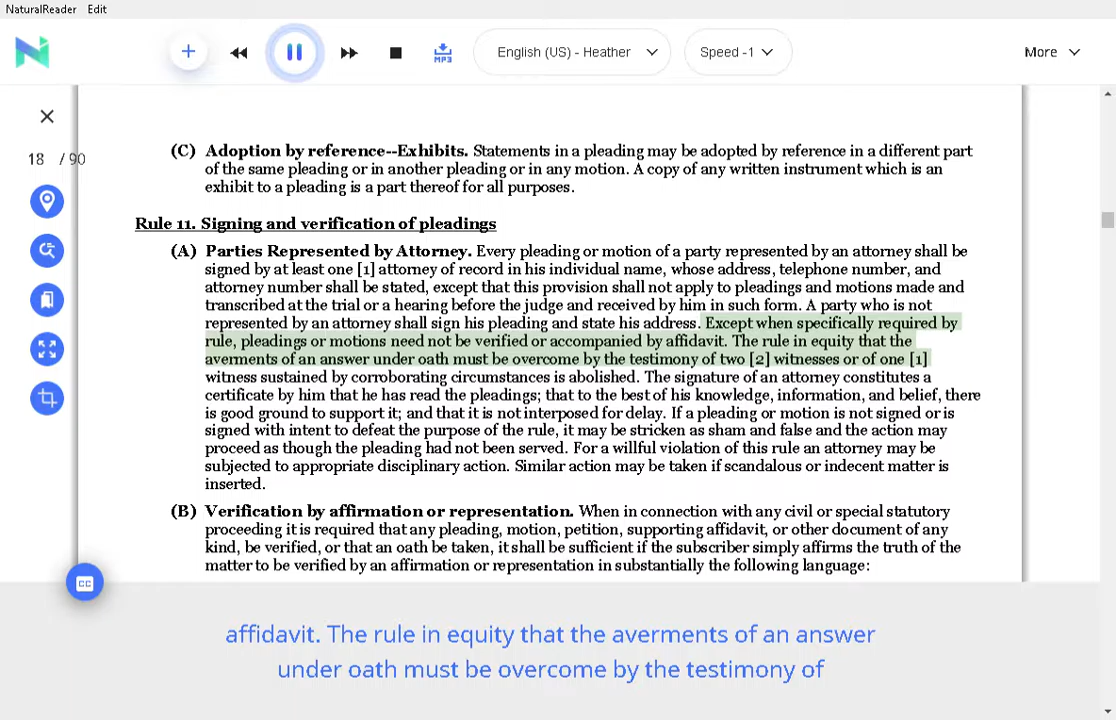 NaturalReader Edit
MP3
English (US) - Heather
Speed -1
More
18 / 90
(C) Adoption by reference--Exhibits. Statements in a pleading may be adopted by reference in a different part
of the same pleading or in another pleading or in any motion. A copy of any written instrument which is an
exhibit to a pleading is a part thereof for all purposes.
Rule 11. Signing and verification of pleadings
(A) Parties Represented by Attorney. Every pleading or motion of a party represented by an attorney shall be
signed by at least one [1] attorney of record in his individual name, whose address, telephone number, and
attorney number shall be stated, except that this provision shall not apply to pleadings and motions made and
transcribed at the trial or a hearing before the judge and received by him in such form. A party who is not
represented by an attorney shall sign his pleading and state his address. Except when specifically required by
rule, pleadings or motions need not be verified or accompanied by affidavit. The rule in equity that the
averments of an answer under oath must be overcome by the testimony of two [2] witnesses or of one [1]
witness sustained by corroborating circumstances is abolished. The signature of an attorney constitutes a
certificate by him that he has read the pleadings; that to the best of his knowledge, information, and belief, there
is good ground to support it; and that it is not interposed for delay. If a pleading or motion is not signed or is
signed with intent to defeat the purpose of the rule, it may be stricken as sham and false and the action may
proceed as though the pleading had not been served. For a willful violation of this rule an attorney may be
subjected to appropriate disciplinary action. Similar action may be taken if scandalous or indecent matter is
inserted.
(B) Verification by affirmation or representation. When in connection with any civil or special statutory
proceeding it is required that any pleading, motion, petition, supporting affidavit, or other document of any
kind, be verified, or that an oath be taken, it shall be sufficient if the subscriber simply affirms the truth of the
matter to be verified by an affirmation or representation in substantially the following language:
CC
affidavit. The rule in equity that the averments of an answer
under oath must be overcome by the testimony of